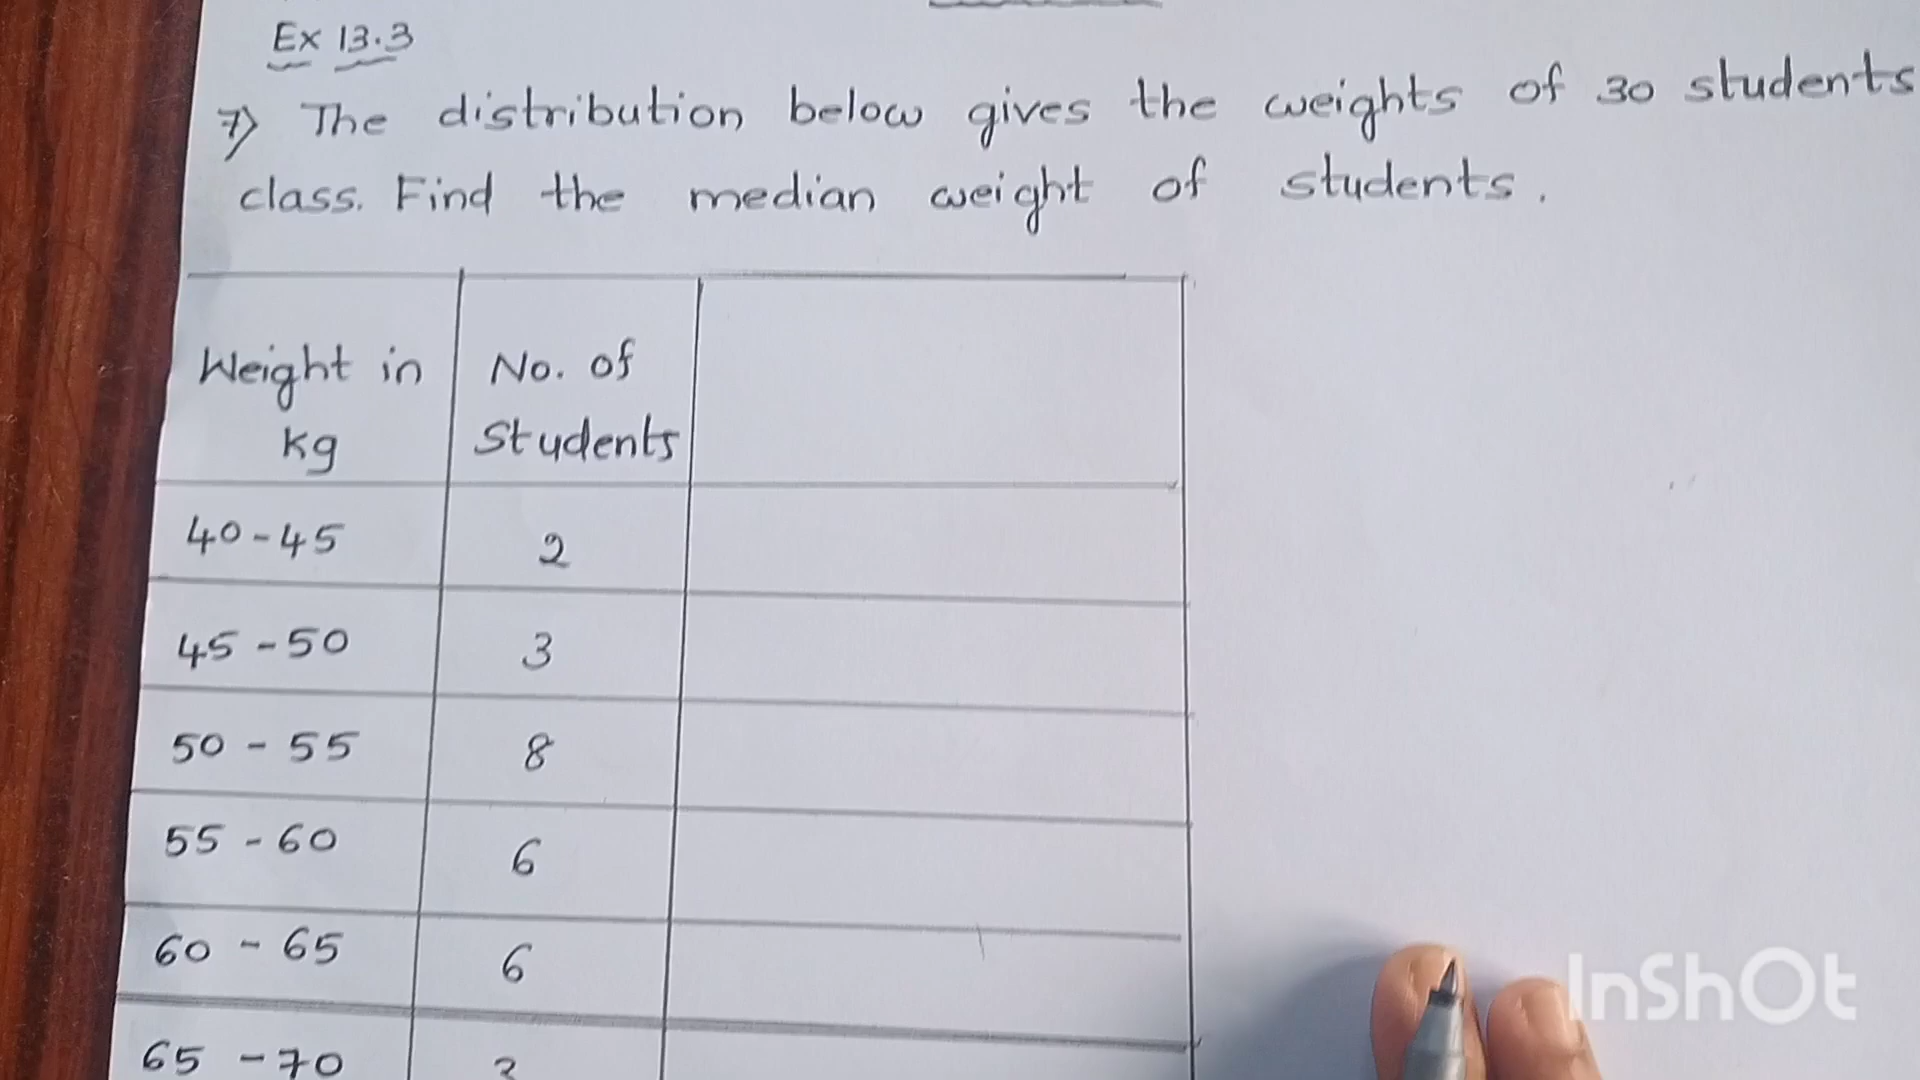 Ex 13.3
7) The distribution below gives the weights of 30 students
class. Find the median weight of students.
Weight in kg No. of Students
40-45 2
45-50 3
50-55 8
55-60 6
60-65 6
65-70
InShOt